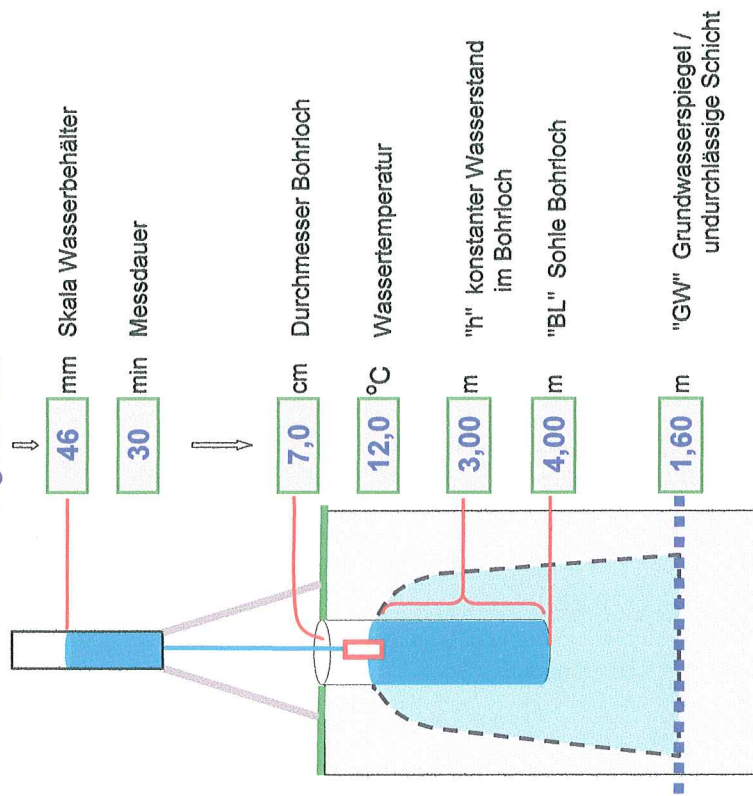 46 mm Skala Wasserbehälter
30 min Messdauer
7,0 cm Durchmesser Bohrloch
12,0 °C Wassertemperatur
3,00 m "h" konstanter Wasserstand
im Bohrloch
4,00 m "BL" Sohle Bohrloch
1,60 m "GW" Grundwasserspiegel /
undurchlässige Schicht